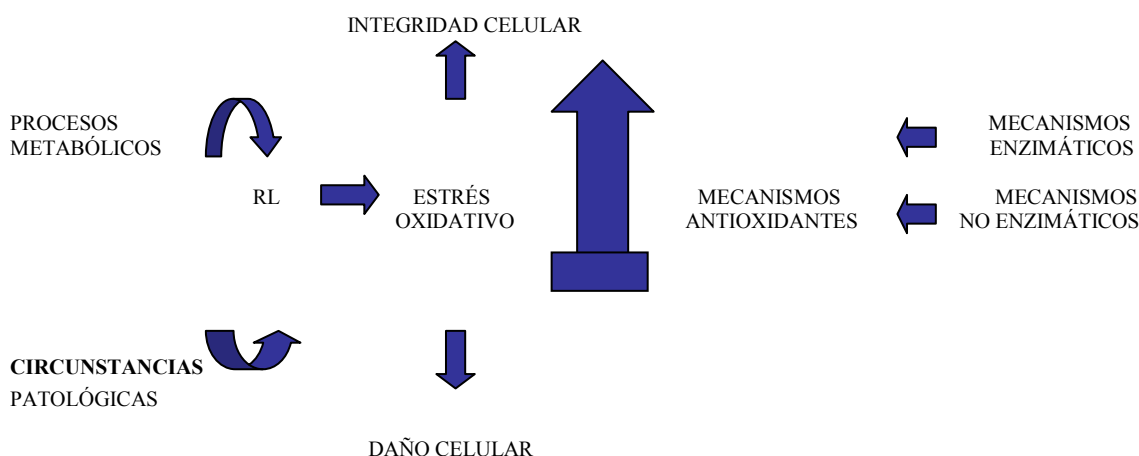 INTEGRIDAD CELULAR
PROCESOS
METABÓLICOS
RL
ESTRÉS
OXIDATIVO
MECANISMOS
ANTIOXIDANTES
MECANISMOS
ENZIMÁTICOS
MECANISMOS
NO ENZIMÁTICOS
CIRCUNSTANCIAS
PATOLÓGICAS
DAÑO CELULAR